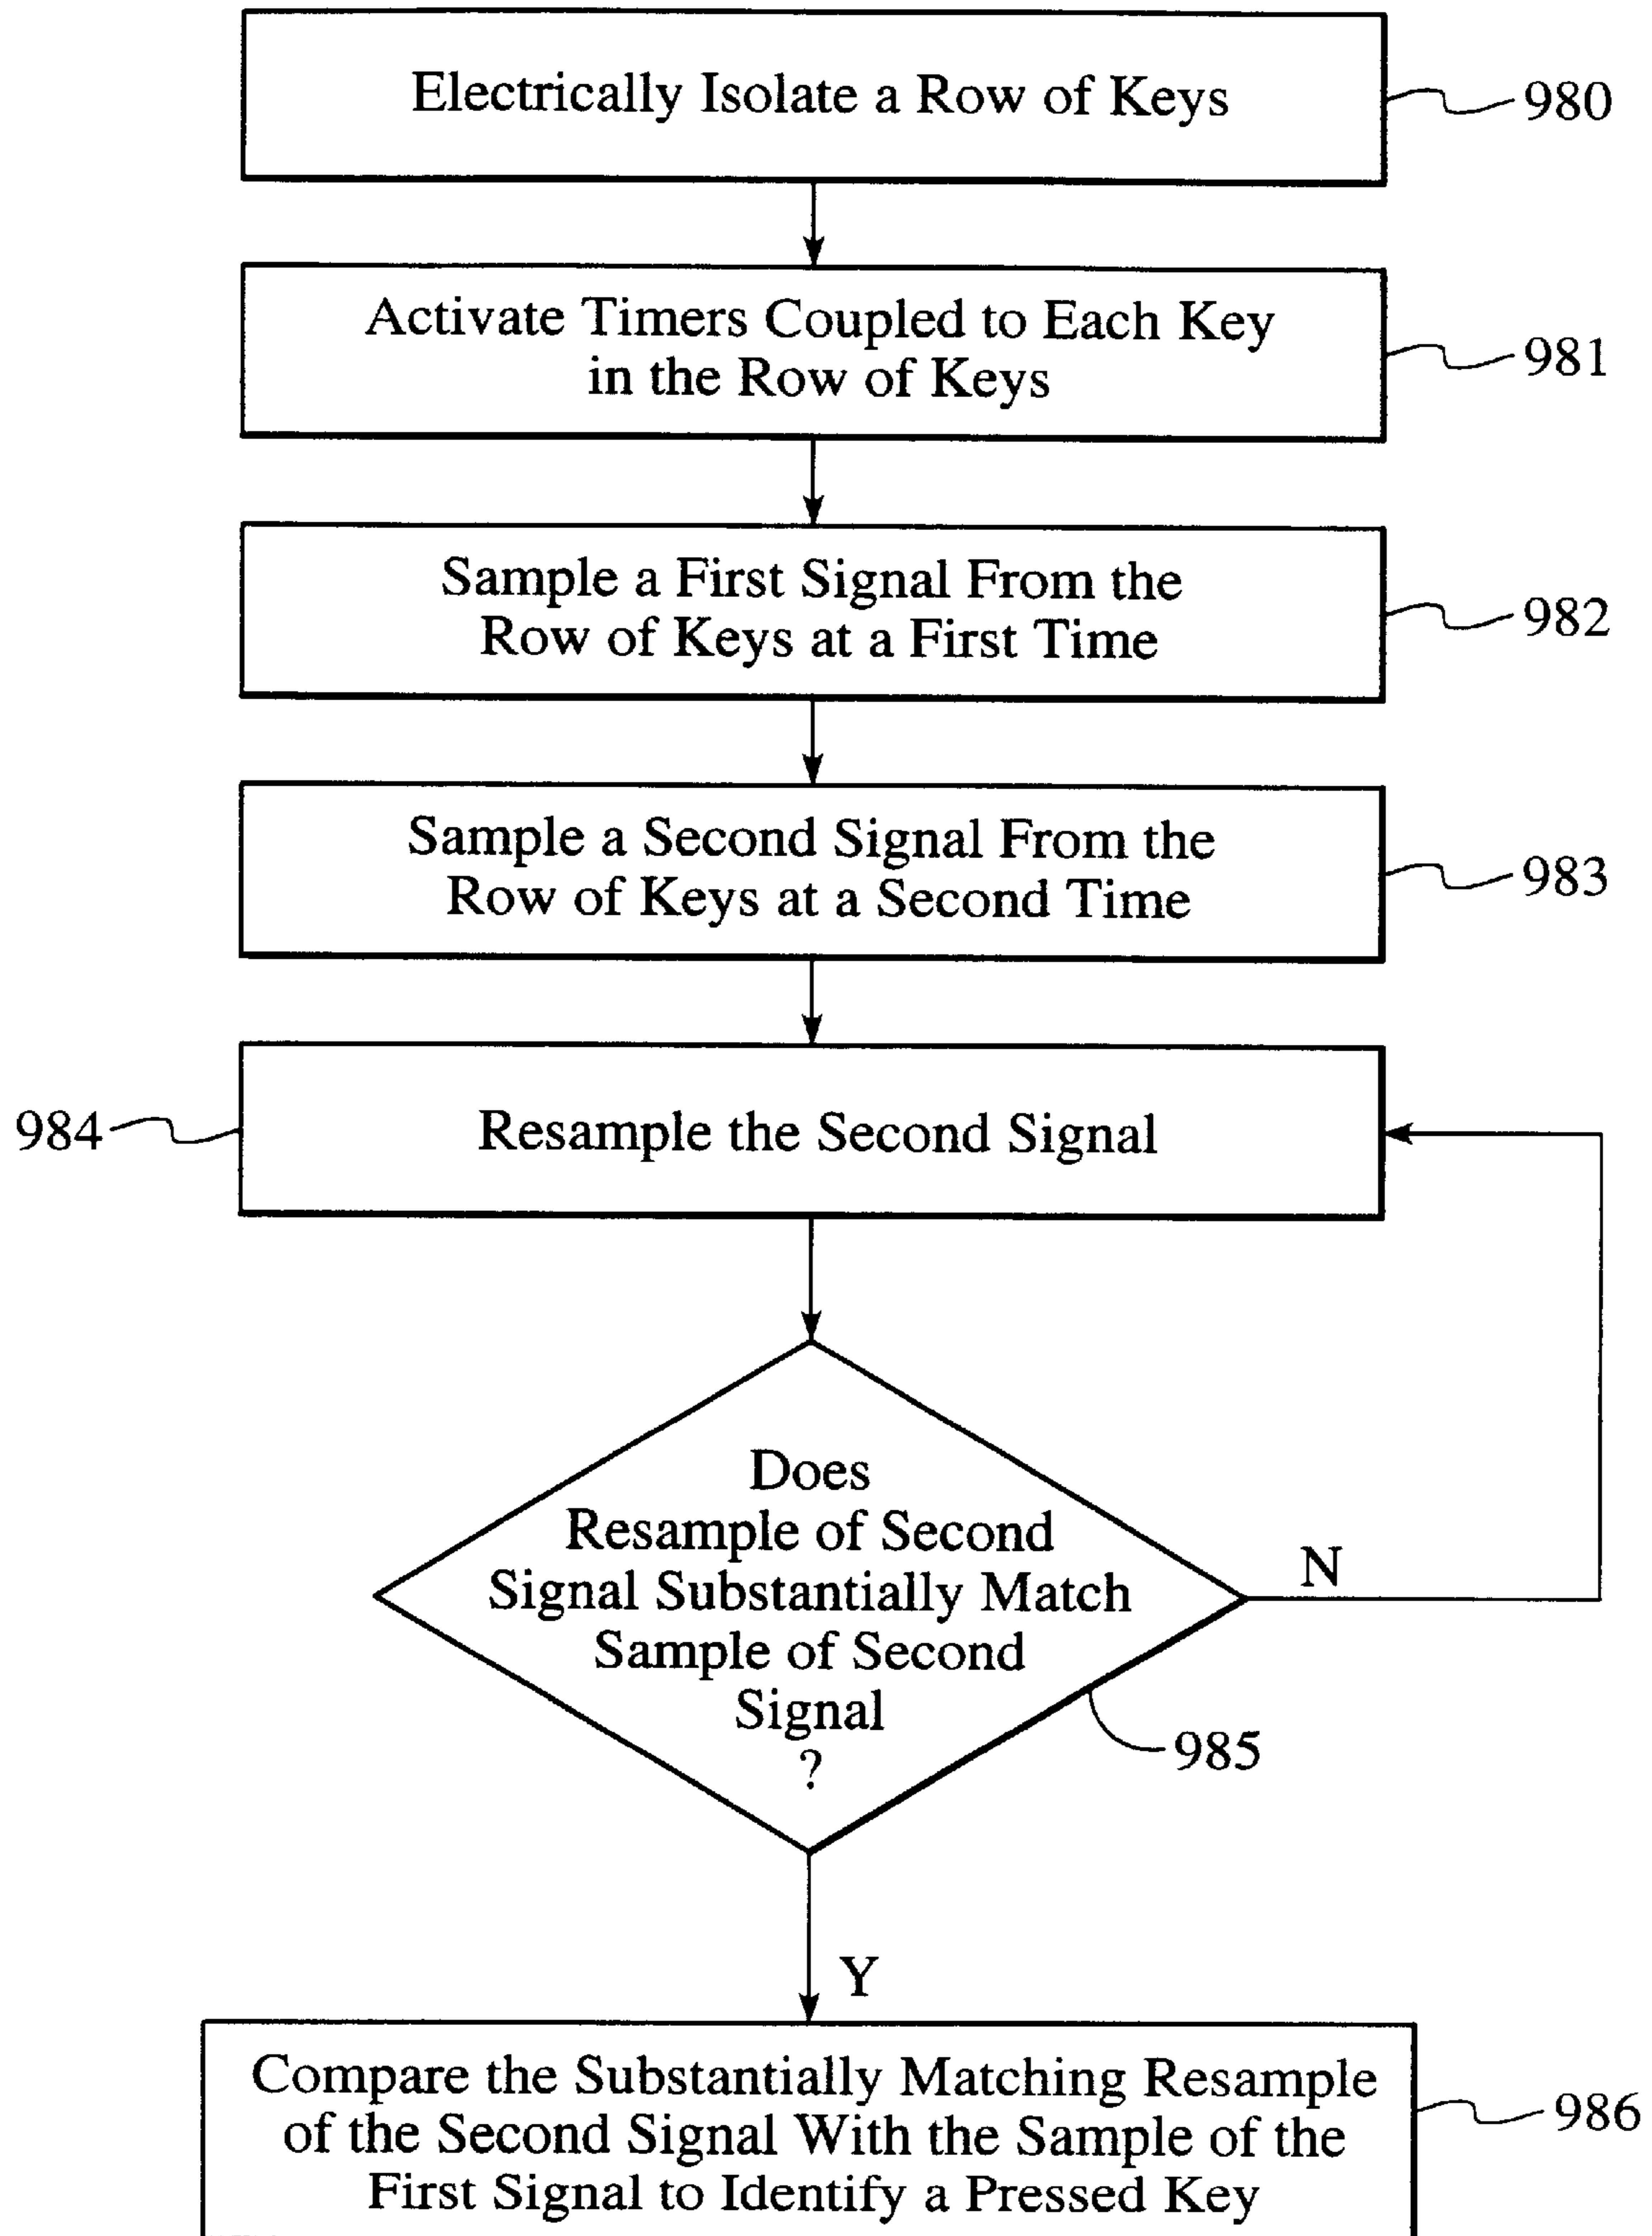 Electrically Isolate a Row of Keys
980
Activate Timers Coupled to Each Key
in the Row of Keys
981
Sample a First Signal From the
Row of Keys at a First Time
982
Sample a Second Signal From the
Row of Keys at a Second Time
983
984
Resample the Second Signal
Does
Resample of Second
Signal Substantially Match
Sample of Second
Signal
?
N
985
Y
Compare the Substantially Matching Resample
of the Second Signal With the Sample of the
First Signal to Identify a Pressed Key
986